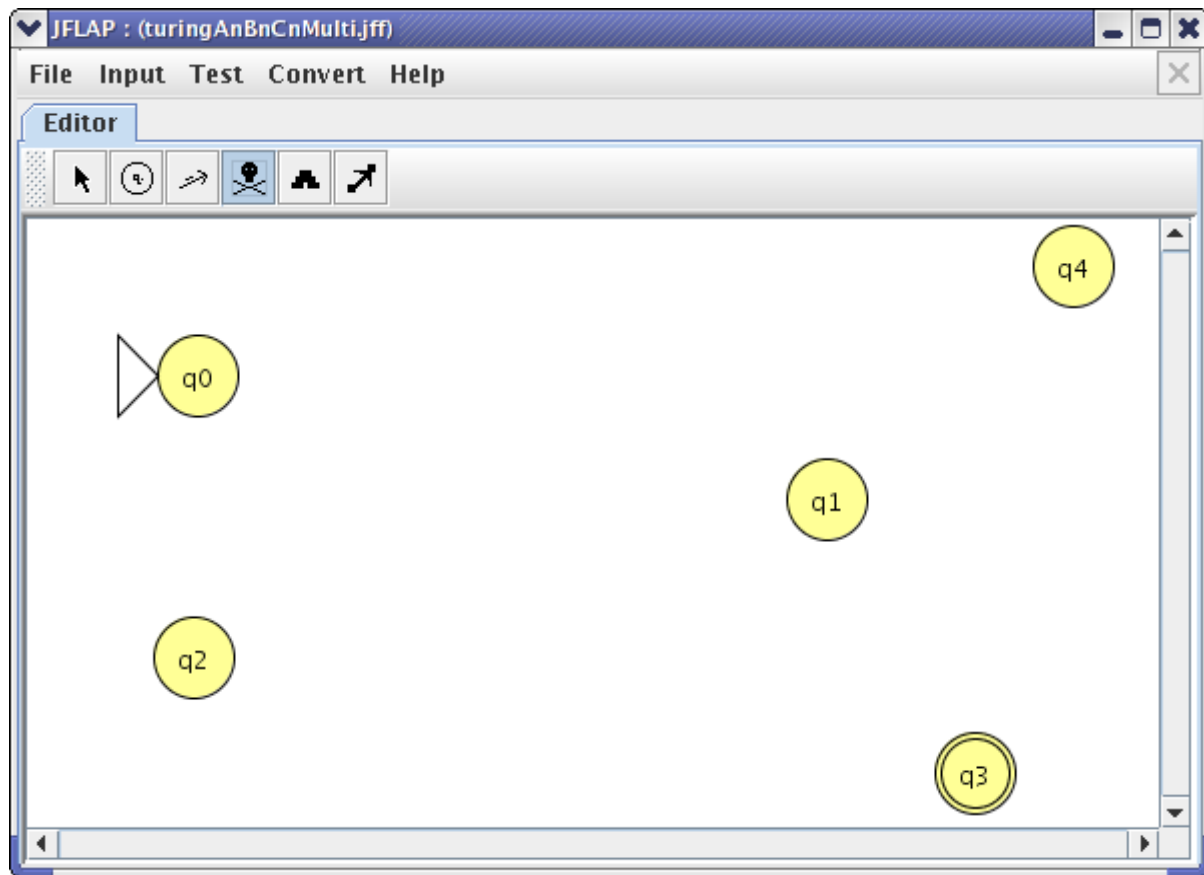 JFLAP : (turingAnBnCnMulti.jff)
File Input Test Convert Help
Editor
q4
q0
q1
q2
q3